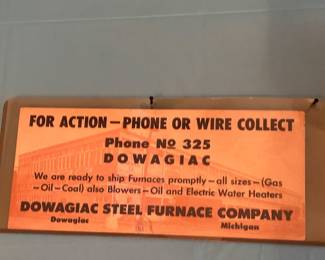 FOR ACTION — PHONE OR WIRE COLLECT
Phone No 325
DOWAGIAC
We are ready to ship Furnaces promptly — all sizes — (Gas
— Oil — Coal) also Blowers — Oil and Electric Water Heaters
DOWAGIAC STEEL FURNACE COMPANY
Dowagiac Michigan